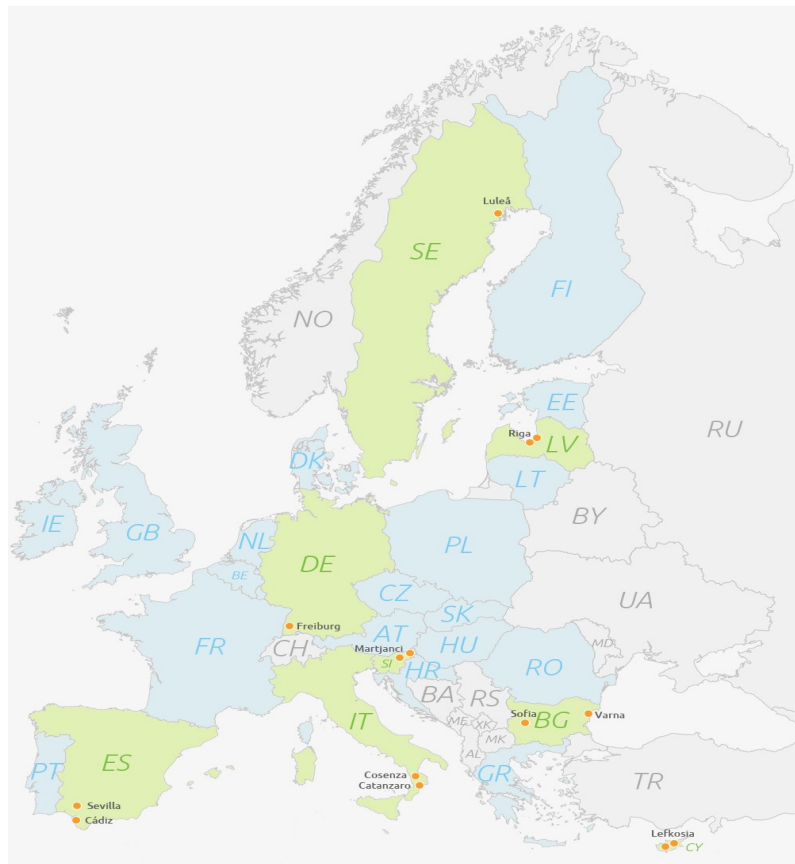 Luleå
SE
FI
NO
EE
RU
Riga
LV
DK
LT
IE
GB
NL
BY
PL
BE
DE
CZ
UA
SK
Freiburg
AT
FR
CH
Martjanci
HU
MD
SI
HR
RO
BA
RS
IT
Sofia
BG
Varna
ME
XK
MK
AL
ES
PT
Cosenza
GR
TR
Catanzaro
Sevilla
Cádiz
Lefkosia
CY